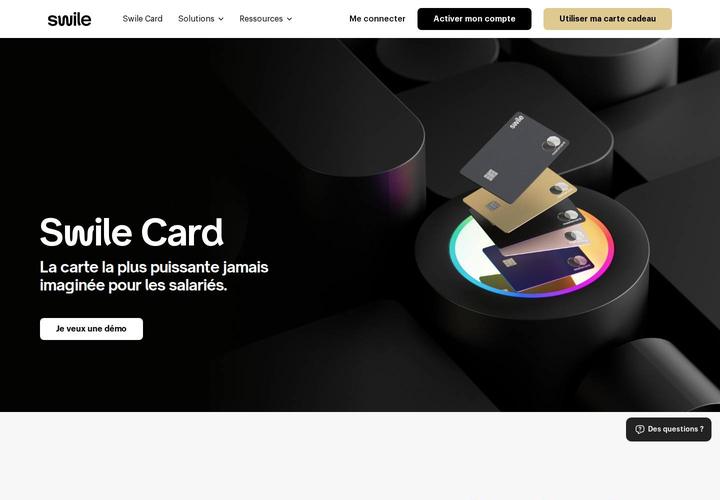 swile
Swile Card
Solutions
Ressources
Me connecter
Activer mon compte
Utiliser ma carte cadeau
swile
Swile Card
La carte la plus puissante jamais
imaginée pour les salariés.
Je veux une démo
Des questions ?